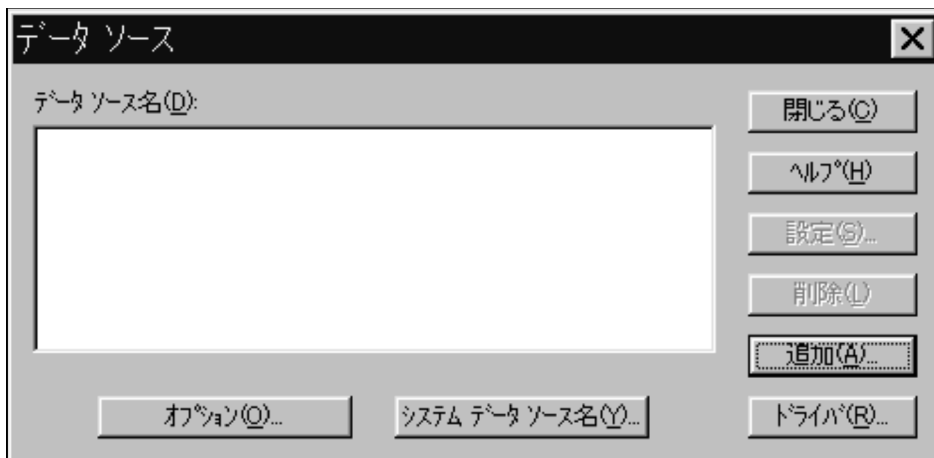 データ ソース
ﾃﾞｰﾀ ｿｰｽ名(D):
閉じる(C)
ﾍﾙﾌﾟ(H)
設定(S)...
削除(L)
追加(A)...
ｵﾌﾟｼｮﾝ(O)...
ｼｽﾃﾑ ﾃﾞｰﾀ ｿｰｽ名(Y)...
ﾄﾞﾗｲﾊﾞ(R)...